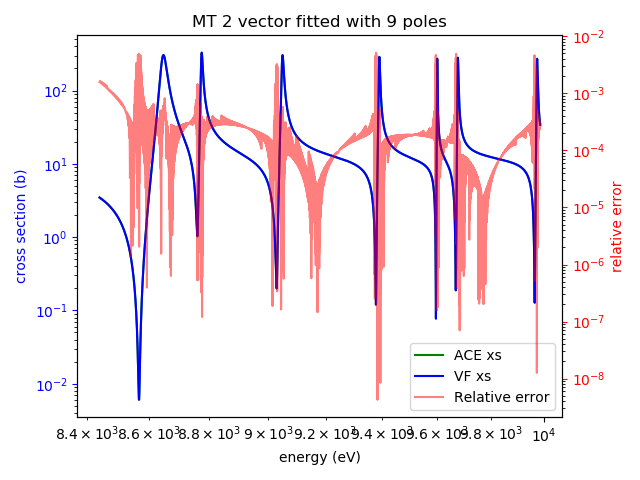 MT 2 vector fitted with 9 poles
cross section (b)
10²
10¹
10⁰
10⁻¹
10⁻²
10⁻²
10⁻³
10⁻⁴
10⁻⁵
10⁻⁶
10⁻⁷
10⁻⁸
relative error
ACE xs
VF xs
Relative error
8.4 × 10³ 8.6 × 10³ 8.8 × 10³ 9 × 10³ 9.2 × 10³ 9.4 × 10³ 9.6 × 10³ 9.8 × 10³ 10⁴
energy (eV)